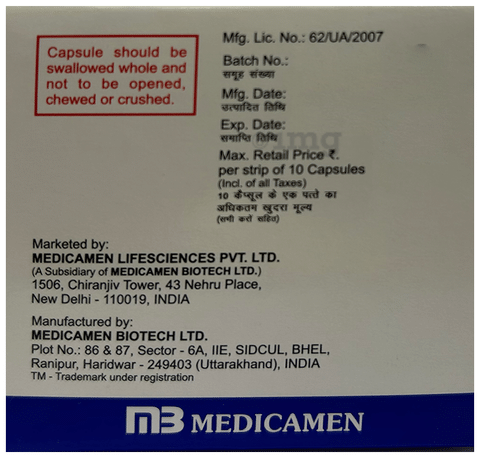 Capsule should be
swallowed whole and
not to be opened,
chewed or crushed.
Mfg. Lic. No.: 62/UA/2007
Batch No.:
समूह संख्या
Mfg. Date:
उत्पादित तिथि
Exp. Date:
समाप्ति तिथि
Max. Retail Price ₹.
per strip of 10 Capsules
(Incl. of all Taxes)
10 कैप्सूल के एक पत्ते का
अधिकतम खुदरा मूल्य
(सभी करों सहित)
Marketed by:
MEDICAMEN LIFESCIENCES PVT. LTD.
(A Subsidiary of MEDICAMEN BIOTECH LTD.)
1506, Chiranjiv Tower, 43 Nehru Place,
New Delhi - 110019, INDIA
Manufactured by:
MEDICAMEN BIOTECH LTD.
Plot No.: 86 & 87, Sector - 6A, IIE, SIDCUL, BHEL,
Ranipur, Haridwar - 249403 (Uttarakhand), INDIA
TM - Trademark under registration
MB MEDICAMEN